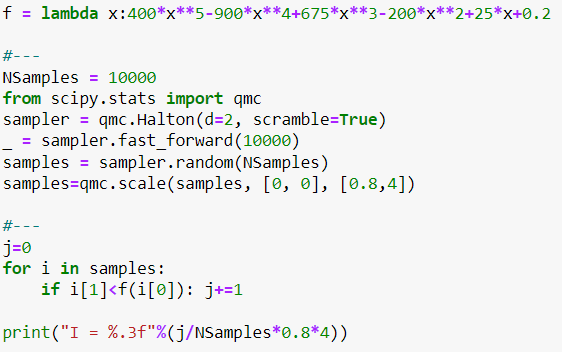 f = lambda x:400*x**5-900*x**4+675*x**3-200*x**2+25*x+0.2
#---
NSamples = 10000
from scipy.stats import qmc
sampler = qmc.Halton(d=2, scramble=True)
_ = sampler.fast_forward(10000)
samples = sampler.random(NSamples)
samples=qmc.scale(samples, [0, 0], [0.8,4])
#---
j=0
for i in samples:
    if i[1]<f(i[0]): j+=1
print("I = %.3f"%(j/NSamples*0.8*4))